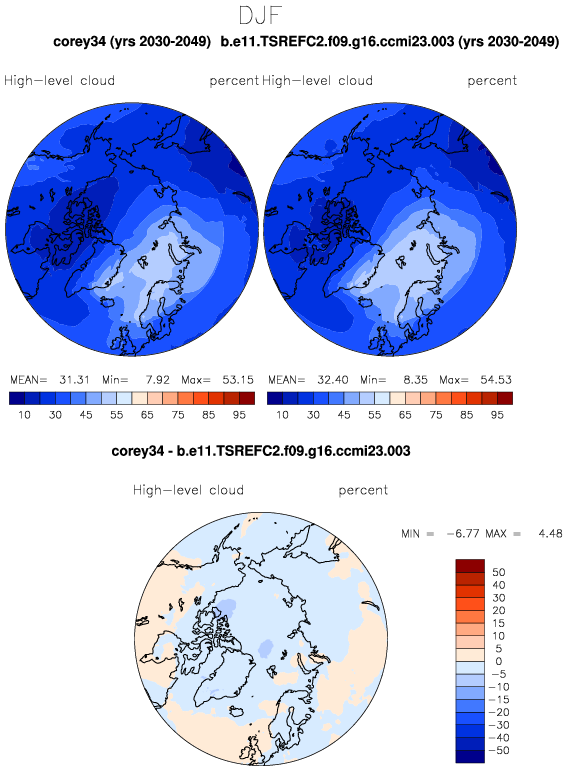 DJF
corey34 (yrs 2030-2049) b.e11.TSREFC2.f09.g16.ccmi23.003 (yrs 2030-2049)
High-level cloud percent High-level cloud percent
MEAN= 31.31 Min= 7.92 Max= 53.15 MEAN= 32.40 Min= 8.35 Max= 54.53
10 30 45 55 65 75 85 95 10 30 45 55 65 75 85 95
corey34 - b.e11.TSREFC2.f09.g16.ccmi23.003
High-level cloud percent
MIN = -6.77 MAX = 4.48
50
40
30
20
15
10
5
0
-5
-10
-15
-20
-30
-40
-50